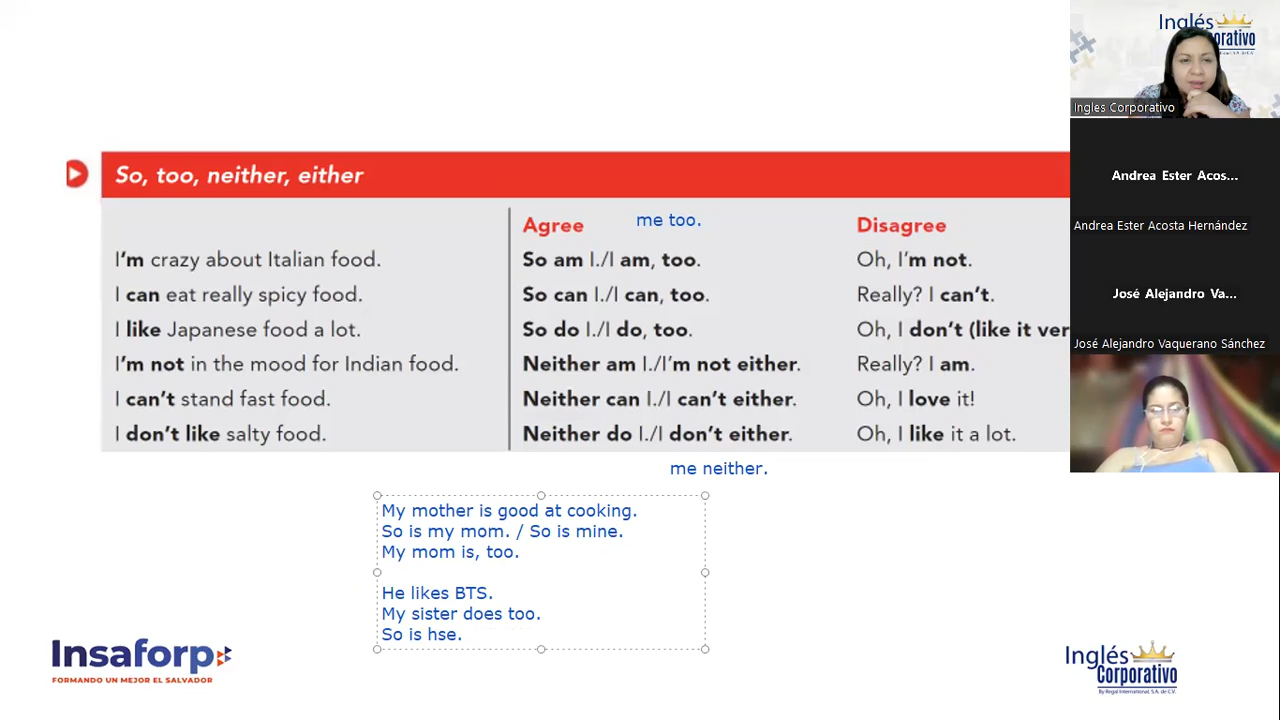 Inglés
Corporativo
Ingles Corporativo
So, too, neither, either
Andrea Ester Acos...
Andrea Ester Acosta Hernández
Agree me too. Disagree
I'm crazy about Italian food. So am I./I am, too. Oh, I'm not.
I can eat really spicy food. So can I./I can, too. Really? I can't.
José Alejandro Va...
I like Japanese food a lot. So do I./I do, too. Oh, I don't (like it ver
José Alejandro Vaquerano Sánchez
I'm not in the mood for Indian food. Neither am I./I'm not either. Really? I am.
I can't stand fast food. Neither can I./I can't either. Oh, I love it!
I don't like salty food. Neither do I./I don't either. Oh, I like it a lot.
me neither.
My mother is good at cooking.
So is my mom. / So is mine.
My mom is, too.
He likes BTS.
My sister does too.
So is hse.
Insaforp
FORMANDO UN MEJOR EL SALVADOR
Inglés
Corporativo
By Regal International, S.A. de C.V.